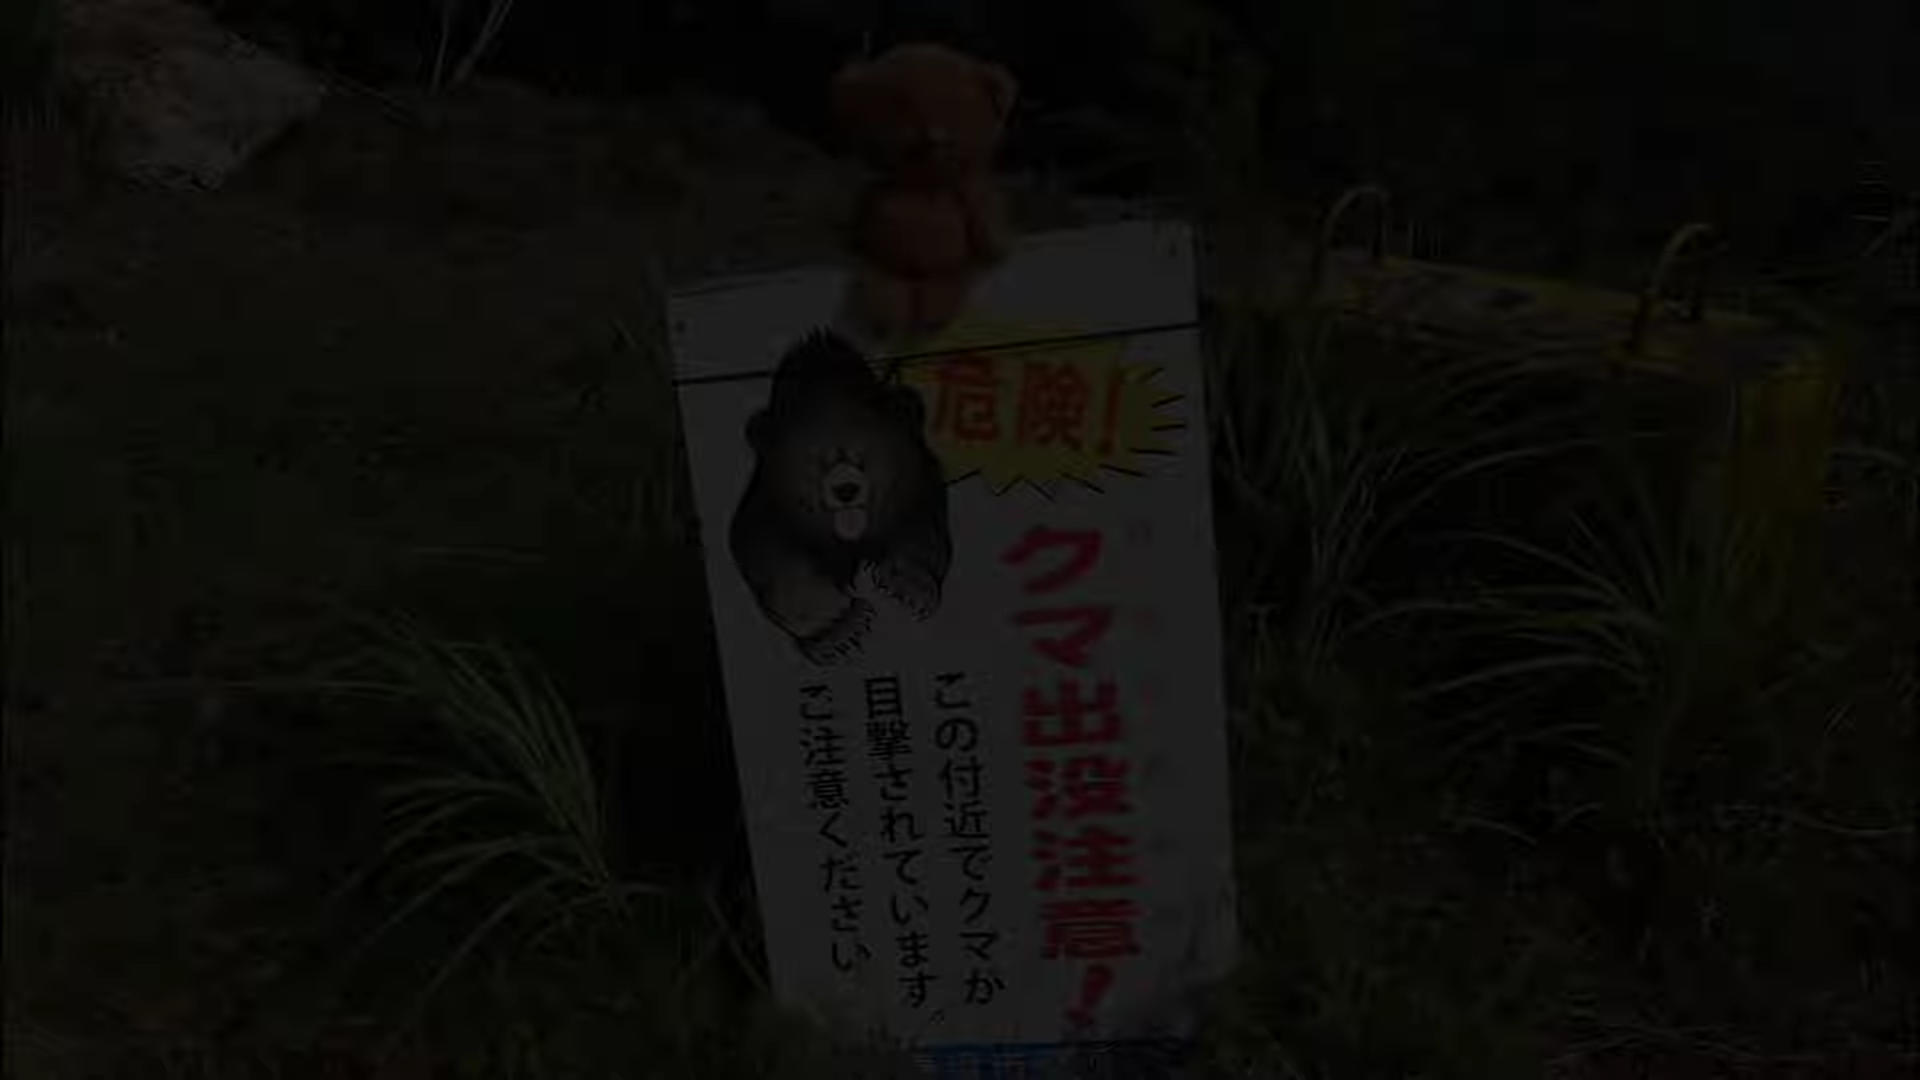 危険!
クマ出没注意!
この付近でクマが
目撃されています。
ご注意ください